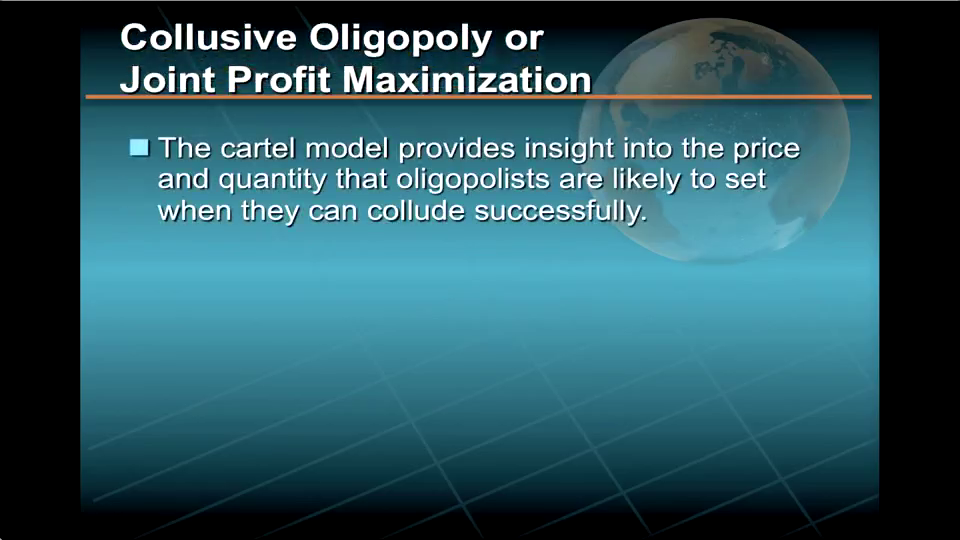 Collusive Oligopoly or
Joint Profit Maximization
The cartel model provides insight into the price
and quantity that oligopolists are likely to set
when they can collude successfully.